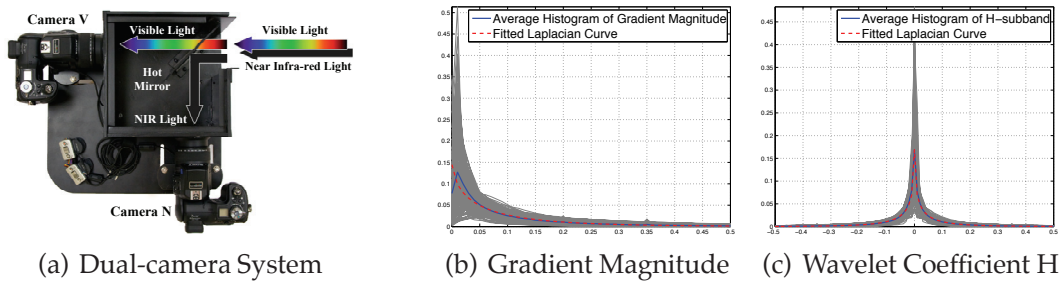 Camera V
Visible Light
Visible Light
Near Infra-red Light
Hot
Mirror
NIR Light
Camera N
(a) Dual-camera System
Average Histogram of Gradient Magnitude
Fitted Laplacian Curve
0.5
0.45
0.4
0.35
0.3
0.25
0.2
0.15
0.1
0.05
0
0 0.05 0.1 0.15 0.2 0.25 0.3 0.35 0.4 0.45 0.5
(b) Gradient Magnitude
Average Histogram of H-subband
Fitted Laplacian Curve
0.5
0.45
0.4
0.35
0.3
0.25
0.2
0.15
0.1
0.05
0
-0.5 -0.4 -0.3 -0.2 -0.1 0 0.1 0.2 0.3 0.4 0.5
(c) Wavelet Coefficient H